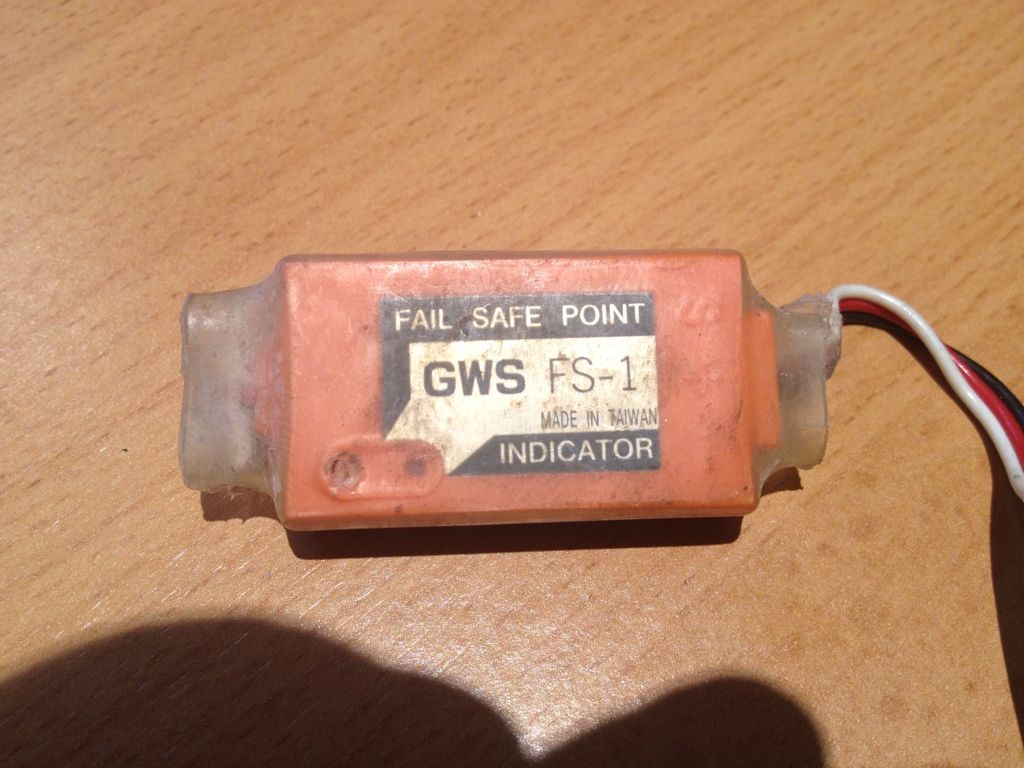 FAIL SAFE POINT
GWS FS-1
MADE IN TAIWAN
INDICATOR